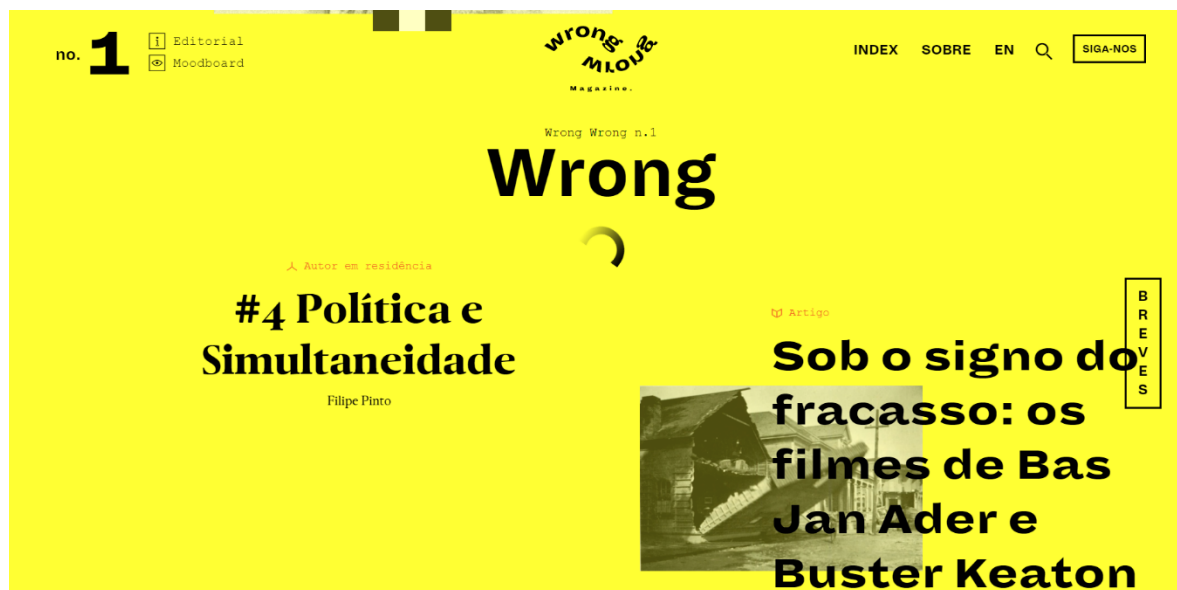 no. 1
Editorial
Moodboard
wrong
wrong
Magazine.
INDEX SOBRE EN
SIGA-NOS
Wrong Wrong n.1
Wrong
Autor em residência
#4 Política e
Simultaneidade
Filipe Pinto
Artigo
Sob o signo do
fracasso: os
filmes de Bas
Jan Ader e
Buster Keaton
BREVES